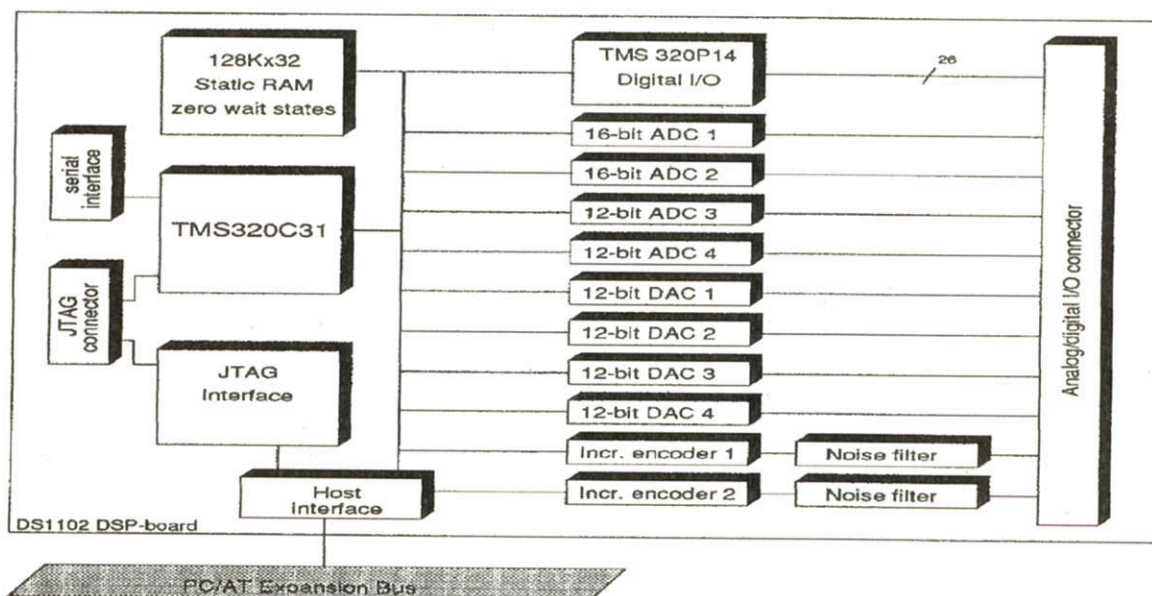 128Kx32
Static RAM
zero wait states
TMS 320P14
Digital I/O
26
16-bit ADC 1
16-bit ADC 2
12-bit ADC 3
12-bit ADC 4
12-bit DAC 1
12-bit DAC 2
12-bit DAC 3
12-bit DAC 4
Incr. encoder 1
Noise filter
Incr. encoder 2
Noise filter
serial
interface
TMS320C31
JTAG
connector
JTAG
Interface
Host
interface
Analog/digital I/O connector
DS1102 DSP-board
PC/AT Expansion Bus